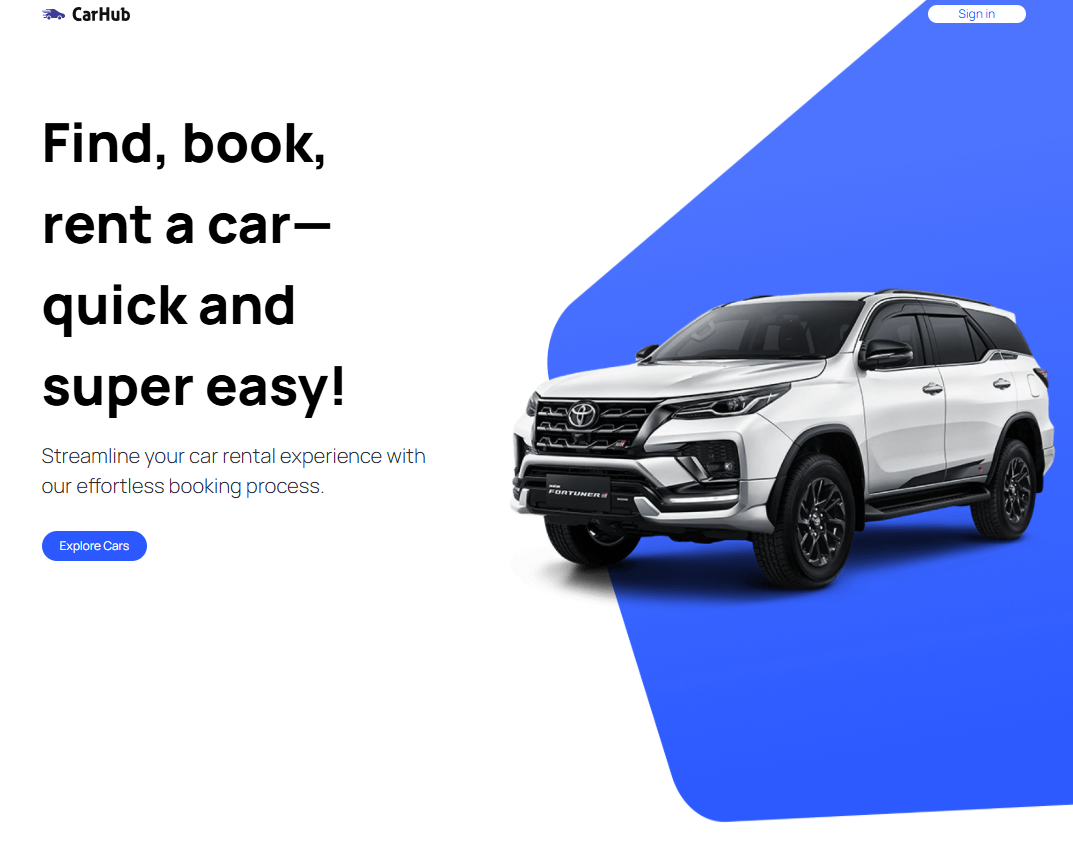 CarHub
Sign in
Find, book,
rent a car—
quick and
super easy!
Streamline your car rental experience with
our effortless booking process.
Explore Cars
FORTUNER